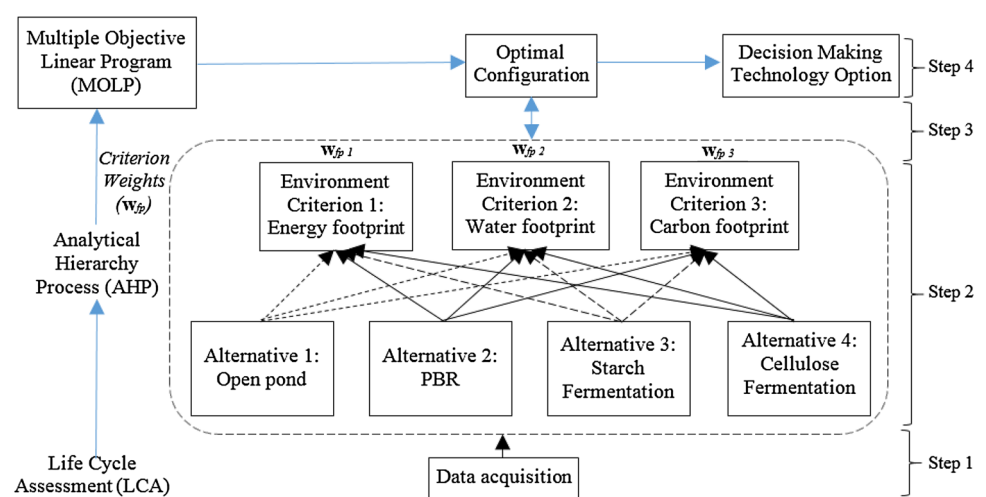 Multiple Objective
Linear Program
(MOLP)
Optimal
Configuration
Decision Making
Technology Option
Step 4
Step 3
Criterion
Weights
(wfp)
wfp 1
wfp 2
wfp 3
Environment
Criterion 1:
Energy footprint
Environment
Criterion 2:
Water footprint
Environment
Criterion 3:
Carbon footprint
Analytical
Hierarchy
Process (AHP)
Step 2
Alternative 1:
Open pond
Alternative 2:
PBR
Alternative 3:
Starch
Fermentation
Alternative 4:
Cellulose
Fermentation
Life Cycle
Assessment (LCA)
Data acquisition
Step 1